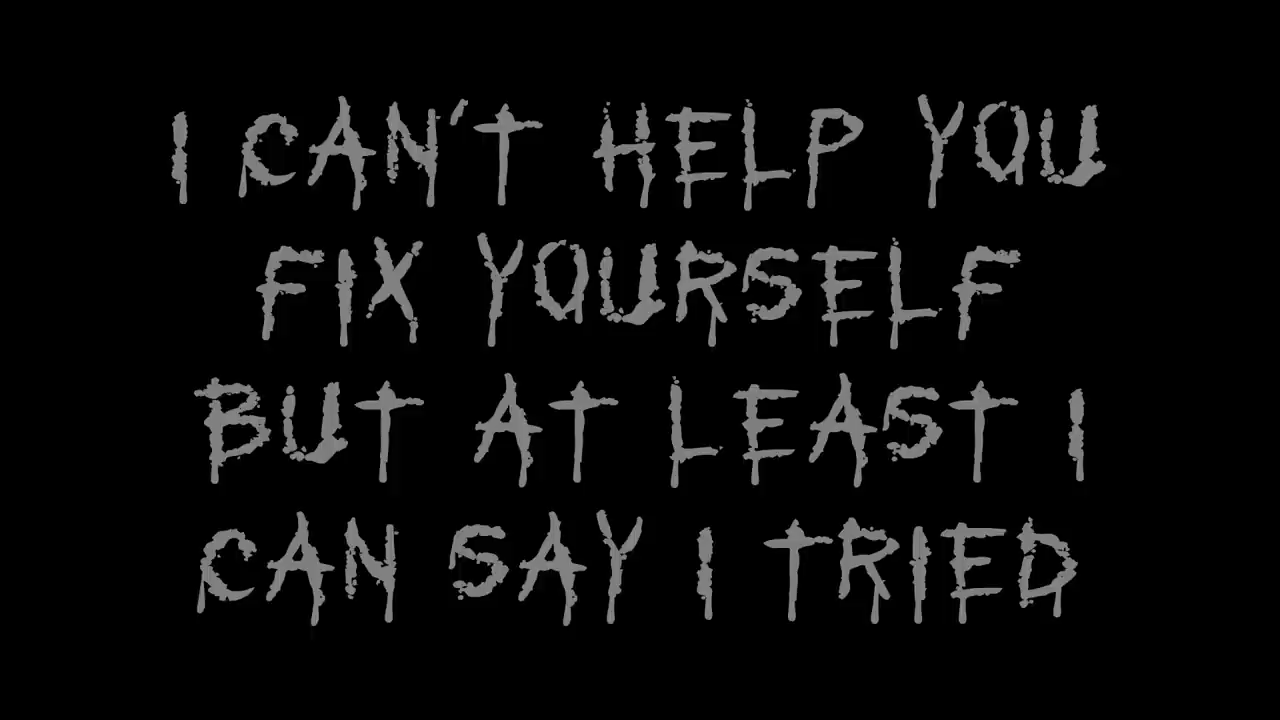 I CAN'T HELP YOU
FIX YOURSELF
BUT AT LEAST I
CAN SAY I TRIED